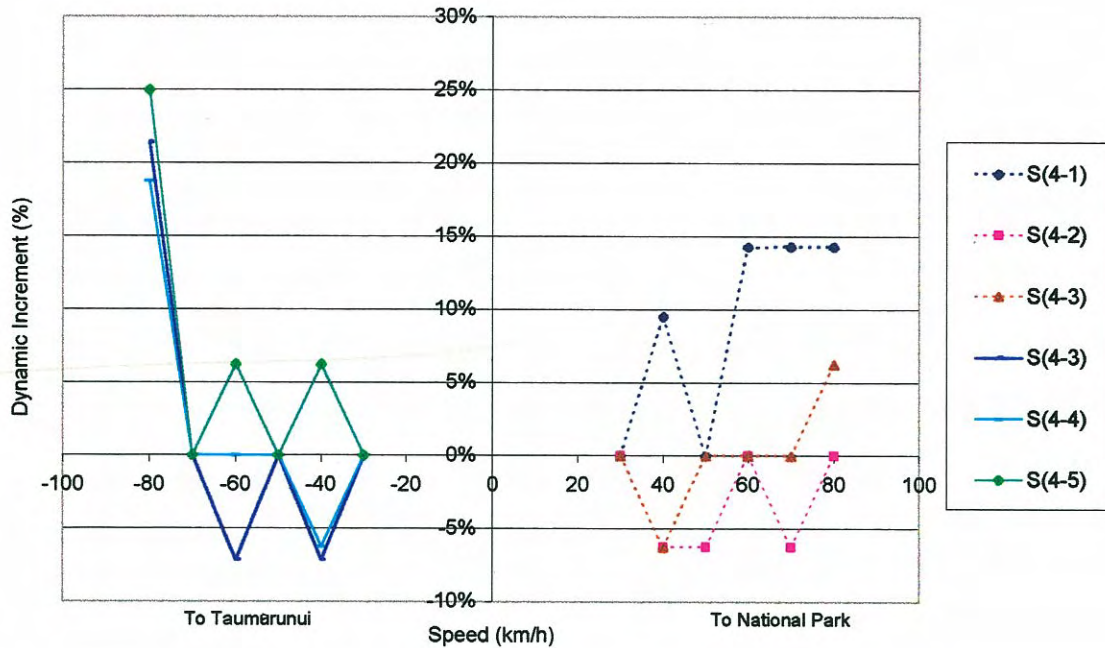 30%
25%
20%
15%
10%
5%
0%
-5%
-10%
Dynamic Increment (%)
-100
-80
-60
-40
-20
0
20
40
60
80
100
To Taumarunui
Speed (km/h)
To National Park
S(4-1)
S(4-2)
S(4-3)
S(4-3)
S(4-4)
S(4-5)